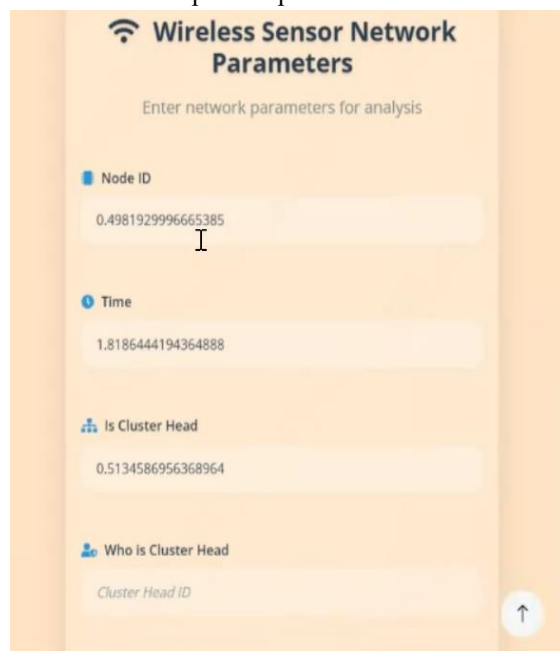 Wireless Sensor Network
Parameters
Enter network parameters for analysis
Node ID
0.4981929996665385
Time
1.8186444194364888
Is Cluster Head
0.5134586956368964
Who is Cluster Head
Cluster Head ID